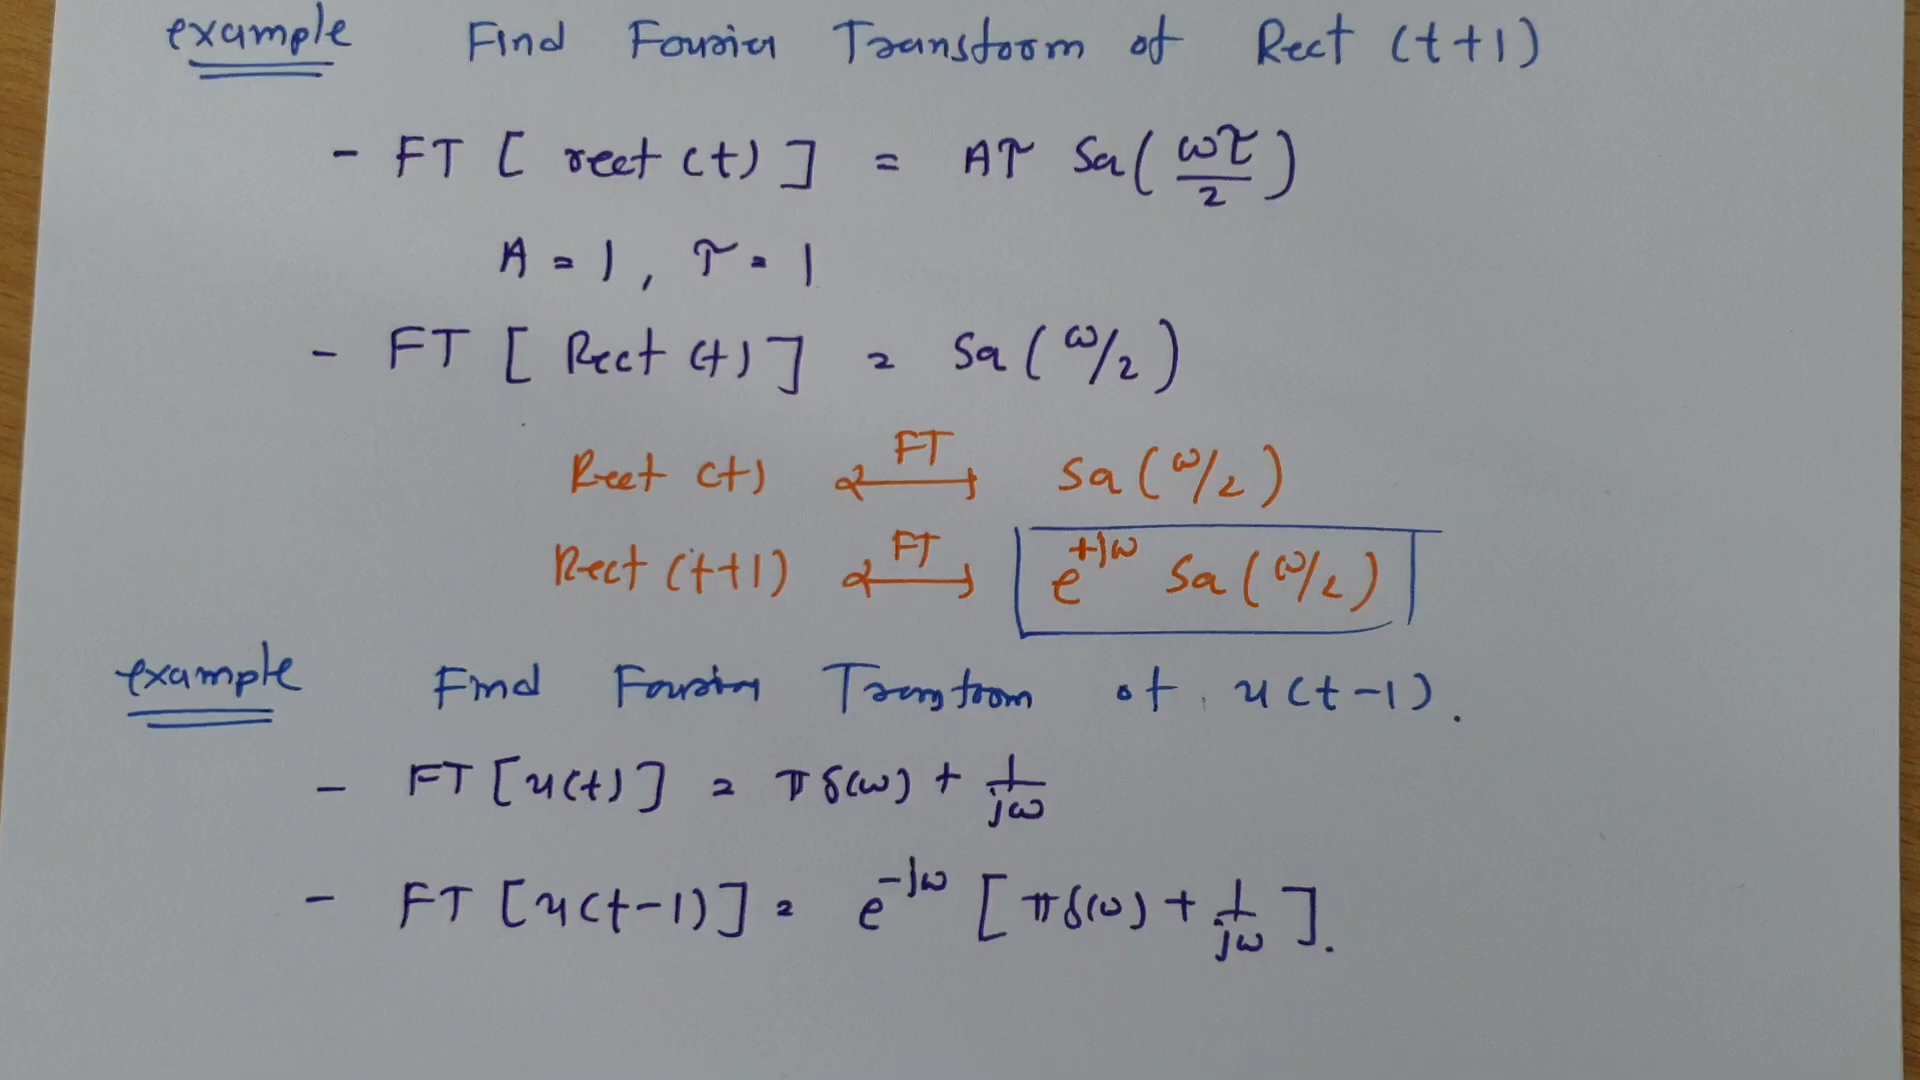 example Find Fourier Transform of Rect (t+1)
- FT [ rect (t) ] = Aτ Sa( ωτ/2 )
A = 1, τ = 1
- FT [ Rect (t) ] = Sa ( ω/2 )
Rect (t) ⟷ FT Sa ( ω/2 )
Rect (t+1) ⟷ FT e^{+jω} Sa ( ω/2 )
example Find Fourier Transform of u(t-1).
- FT [u(t)] = πδ(ω) + 1/jω
- FT [u(t-1)] = e^{-jω} [ πδ(ω) + 1/jω ].